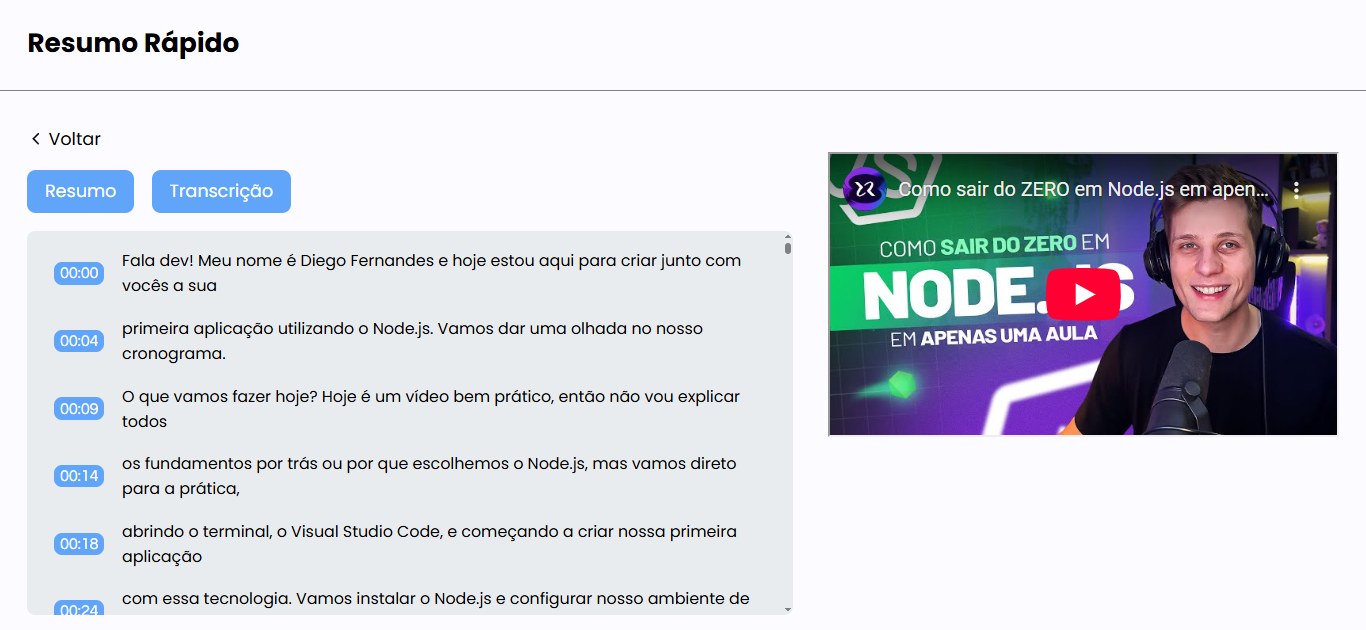 Resumo Rápido
Voltar
Resumo
Transcrição
00:00
Fala dev! Meu nome é Diego Fernandes e hoje estou aqui para criar junto com
vocês a sua
00:04
primeira aplicação utilizando o Node.js. Vamos dar uma olhada no nosso
cronograma.
00:09
O que vamos fazer hoje? Hoje é um vídeo bem prático, então não vou explicar
todos
00:14
os fundamentos por trás ou por que escolhemos o Node.js, mas vamos direto
para a prática,
00:18
abrindo o terminal, o Visual Studio Code, e começando a criar nossa primeira
aplicação
00:24
com essa tecnologia. Vamos instalar o Node.js e configurar nosso ambiente de
Como sair do ZERO em Node.js em apen...
COMO SAIR DO ZERO EM
NODE.JS
EM APENAS UMA AULA